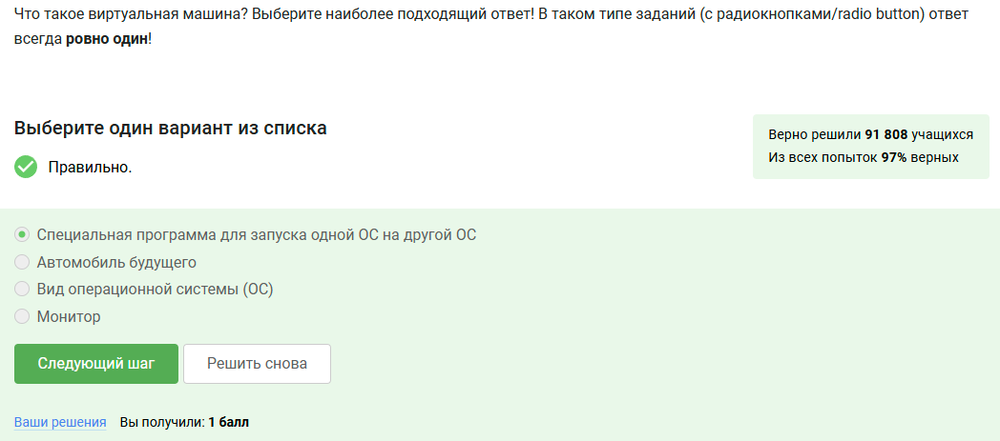 Что такое виртуальная машина? Выберите наиболее подходящий ответ! В таком типе заданий (с радиокнопками/radio button) ответ
всегда ровно один!
Выберите один вариант из списка
Правильно.
Верно решили 91 808 учащихся
Из всех попыток 97% верных
Специальная программа для запуска одной ОС на другой ОС
Автомобиль будущего
Вид операционной системы (ОС)
Монитор
Следующий шаг
Решить снова
Ваши решения Вы получили: 1 балл